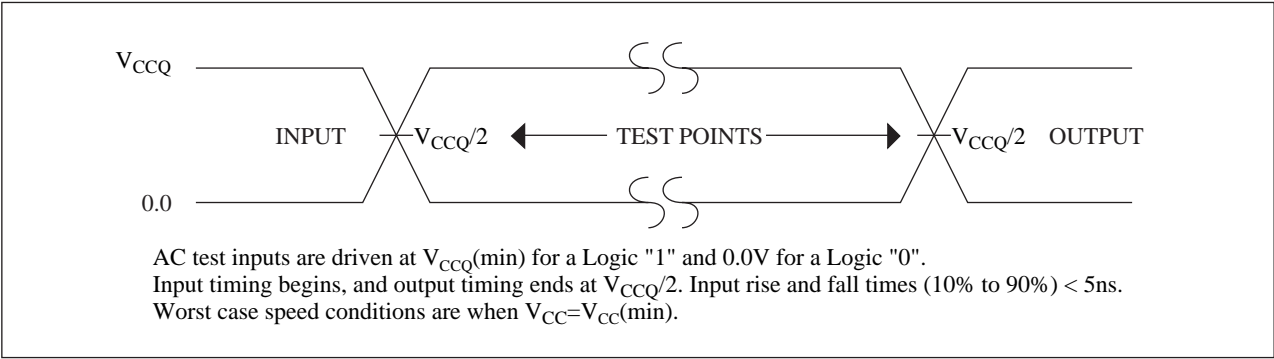 VCCQ
INPUT VCCQ/2 TEST POINTS VCCQ/2 OUTPUT
0.0
AC test inputs are driven at VCCQ(min) for a Logic "1" and 0.0V for a Logic "0".
Input timing begins, and output timing ends at VCCQ/2. Input rise and fall times (10% to 90%) < 5ns.
Worst case speed conditions are when VCC=VCC(min).